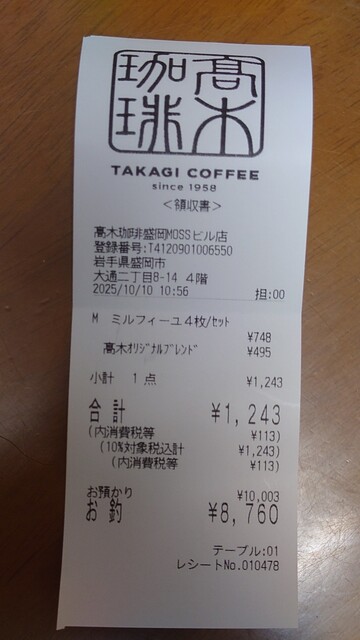 髙木
珈琲
TAKAGI COFFEE
since 1958
<領収書>
髙木珈琲盛岡MOSSビル店
登録番号:T4120901006550
岩手県盛岡市
大通二丁目8-14 4階
2025/10/10 10:56 担:00
M ミルフィーユ4枚/セット
¥748
髙木オリジナルブレンド
¥495
小計 1点 ¥1,243
合計 ¥1,243
(内消費税等 ¥113)
(10%対象税込計 ¥1,243)
(内消費税等 ¥113)
お預かり ¥10,003
お釣 ¥8,760
テーブル:01
レシートNo.010478